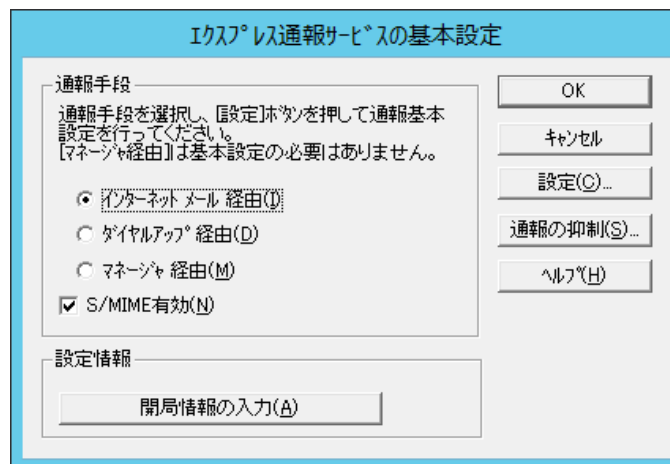 ｴｸｽﾌﾟﾚｽ通報ｻｰﾋﾞｽの基本設定
通報手段
通報手段を選択し、[設定]ﾎﾞﾀﾝを押して通報基本
設定を行ってください。
[ﾏﾈｰｼﾞｬ経由]は基本設定の必要はありません。
ｲﾝﾀｰﾈｯﾄ ﾒｰﾙ 経由(I)
ﾀﾞｲﾔﾙｱｯﾌﾟ 経由(D)
ﾏﾈｰｼﾞｬ 経由(M)
S/MIME有効(N)
設定情報
開局情報の入力(A)
OK
ｷｬﾝｾﾙ
設定(C)...
通報の抑制(S)...
ﾍﾙﾌﾟ(H)